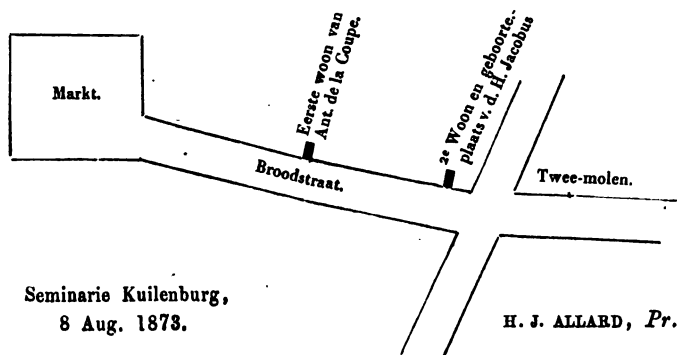 Markt.
Eerste woon van
Ant. de la Coupe.
2e Woon en geboorte-
plaats v. d. H. Jacobus
Broodstraat.
Twee-molen.
Seminarie Kuilenburg,
8 Aug. 1873.
H. J. ALLARD, Pr.